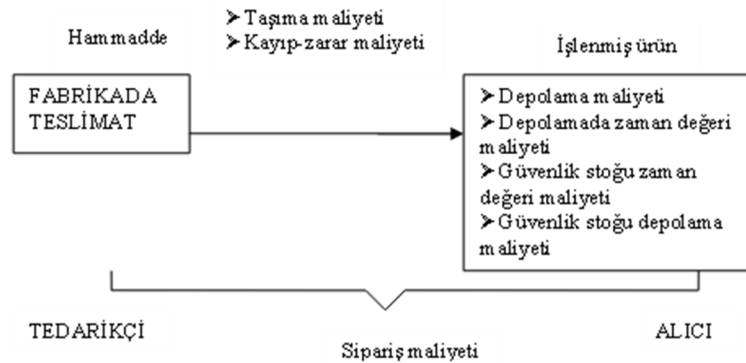 Hammadde
➤ Taşıma maliyeti
➤ Kayıp-zarar maliyeti
İşlenmiş ürün
FABRİKADA
TESLİMAT
➤ Depolama maliyeti
➤ Depolamada zaman değeri
maliyeti
➤ Güvenlik stoğu zaman
değeri maliyeti
➤ Güvenlik stoğu depolama
maliyeti
TEDARİKÇİ
Sipariş maliyeti
ALICI